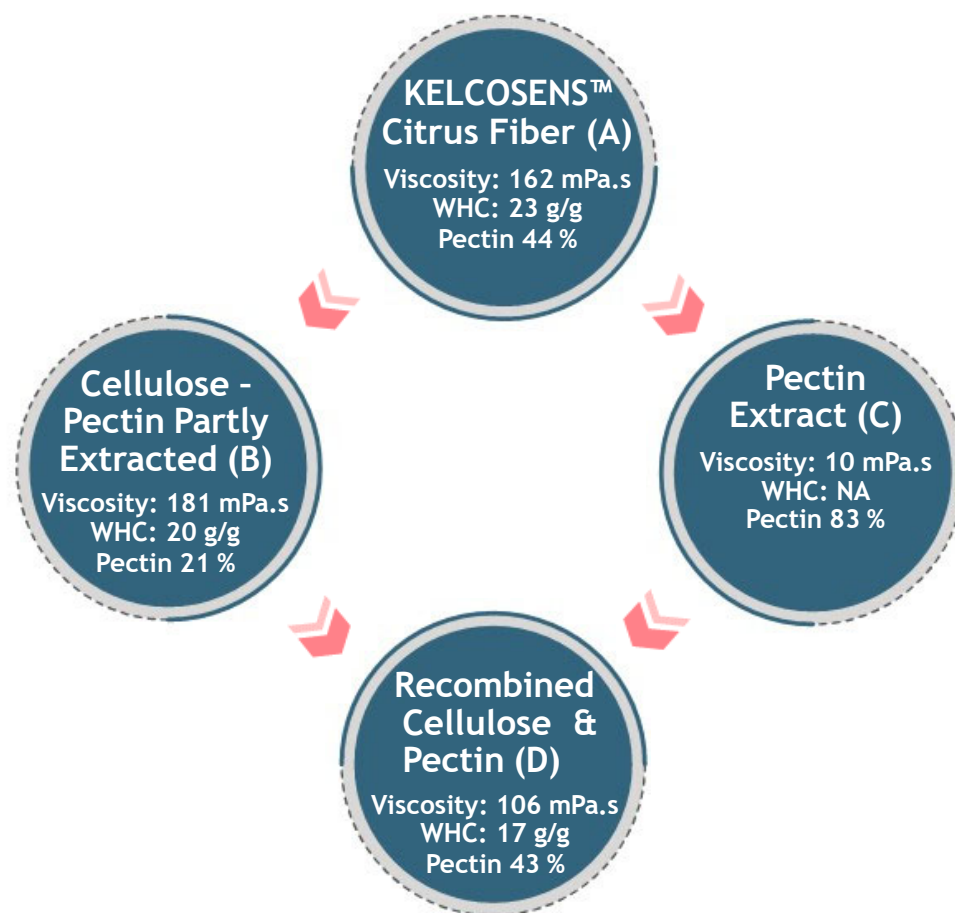 KELCOSENS™
Citrus Fiber (A)
Viscosity: 162 mPa.s
WHC: 23 g/g
Pectin 44 %
Cellulose –
Pectin Partly
Extracted (B)
Viscosity: 181 mPa.s
WHC: 20 g/g
Pectin 21 %
Pectin
Extract (C)
Viscosity: 10 mPa.s
WHC: NA
Pectin 83 %
Recombined
Cellulose &
Pectin (D)
Viscosity: 106 mPa.s
WHC: 17 g/g
Pectin 43 %